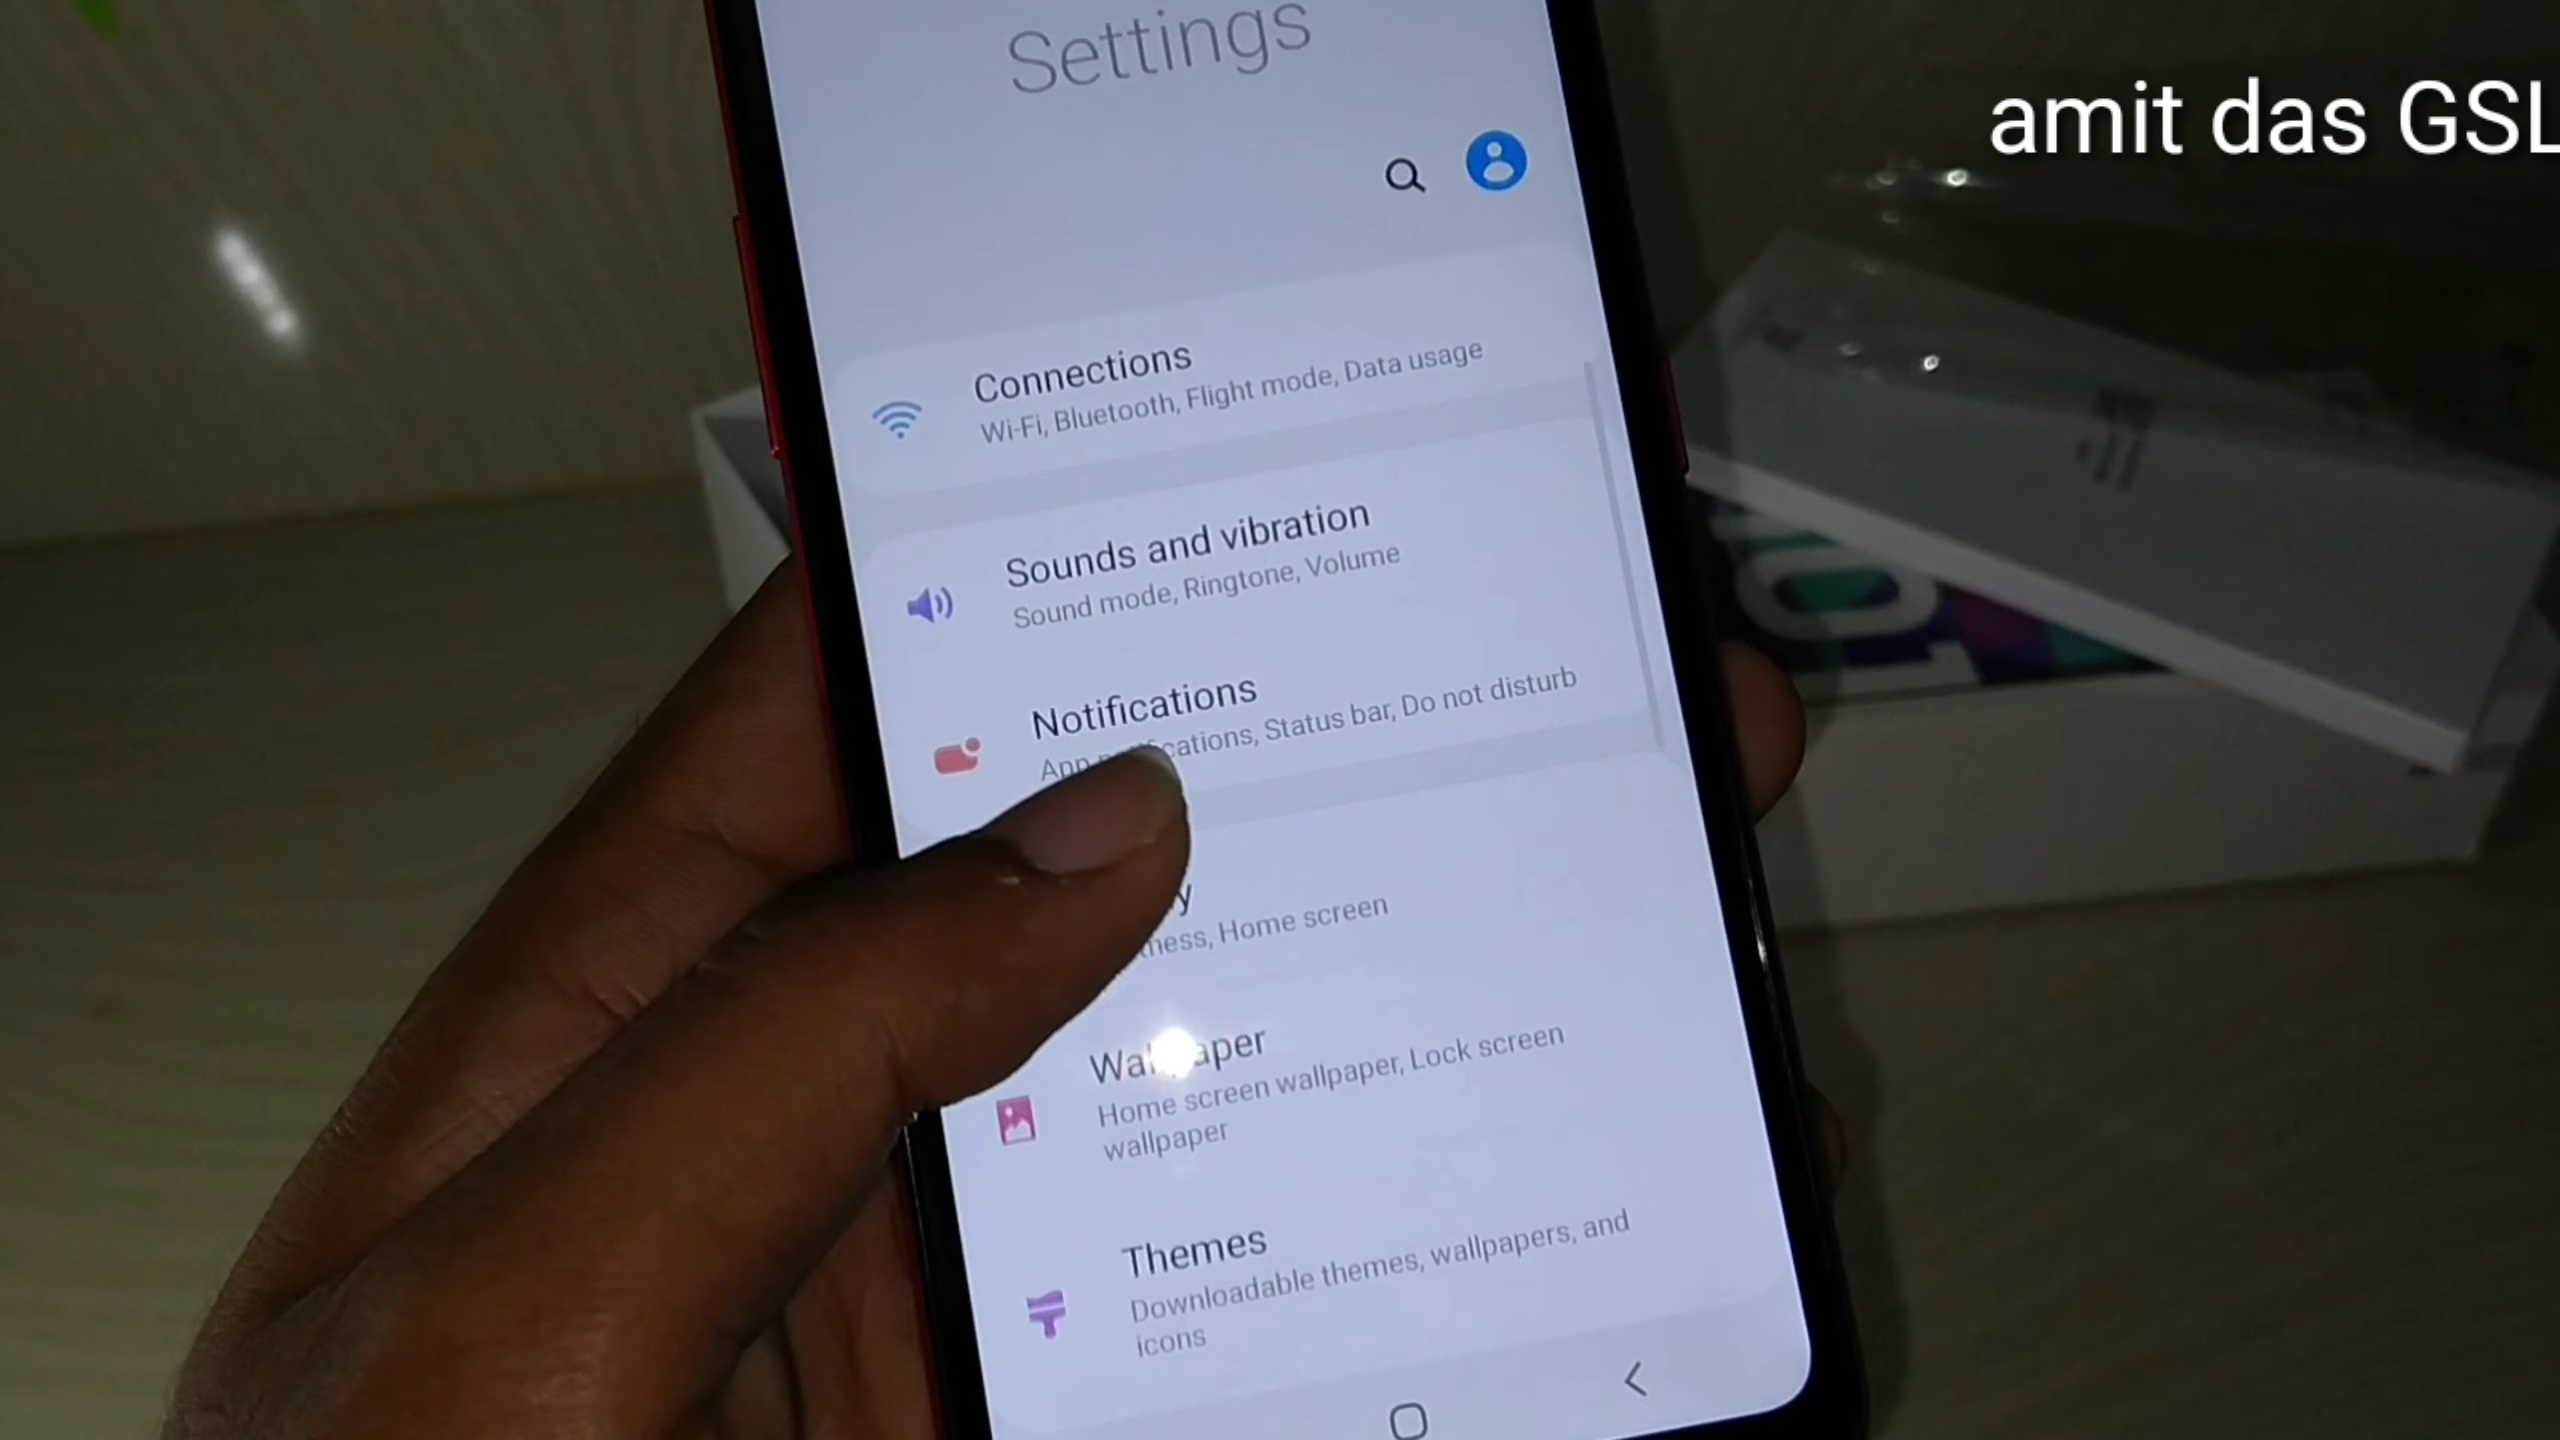 Settings
amit das GSL
Connections
Wi-Fi, Bluetooth, Flight mode, Data usage
Sounds and vibration
Sound mode, Ringtone, Volume
Notifications
cations, Status bar, Do not disturb
Home screen
Wallpaper
Home screen wallpaper, Lock screen
wallpaper
Themes
Downloadable themes, wallpapers, and
icons